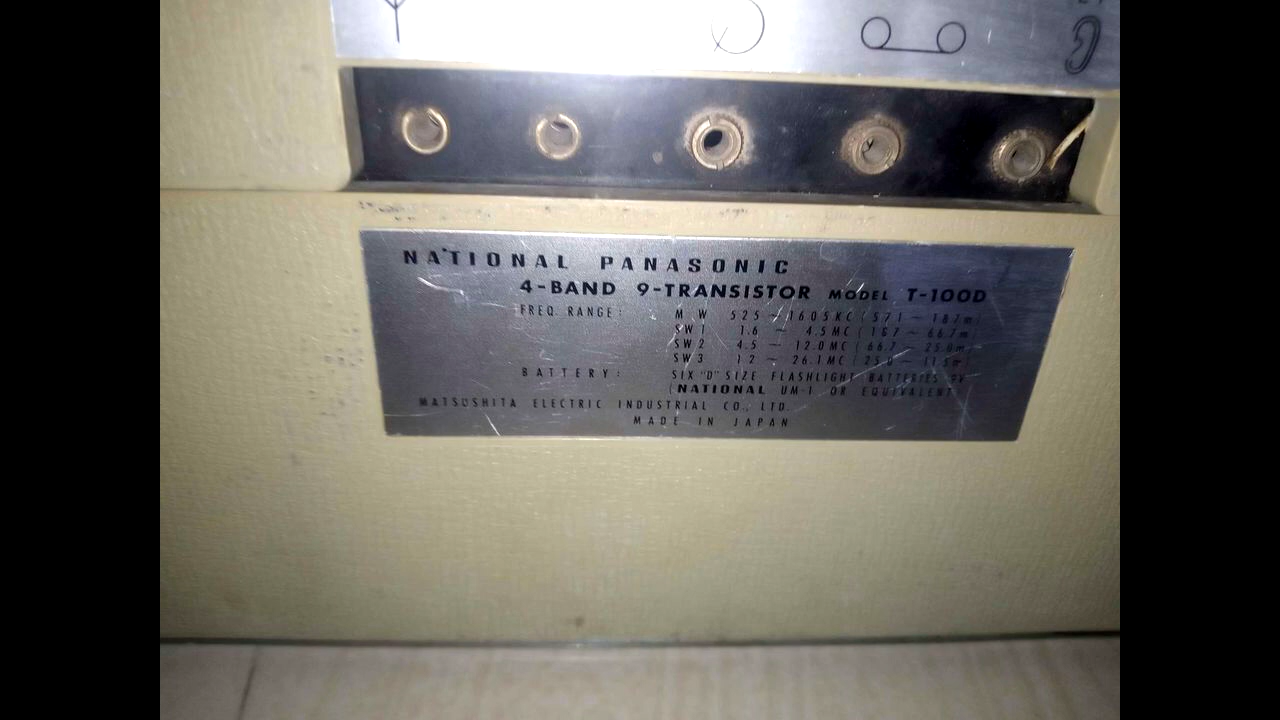 NATIONAL PANASONIC
4-BAND 9-TRANSISTOR MODEL T-100D
FREQ. RANGE: M.W 525 ~ 1605KC (571 ~ 187m)
SW1 1.6 ~ 4.5MC (187 ~ 66.7m)
SW2 4.5 ~ 12.0MC (66.7 ~ 25.0m)
SW3 12 ~ 26.1MC (25.0 ~ 11.5m)
BATTERY: SIX "D" SIZE FLASHLIGHT BATTERIES 9V
(NATIONAL UM-1 OR EQUIVALENT)
MATSUSHITA ELECTRIC INDUSTRIAL CO., LTD.
MADE IN JAPAN